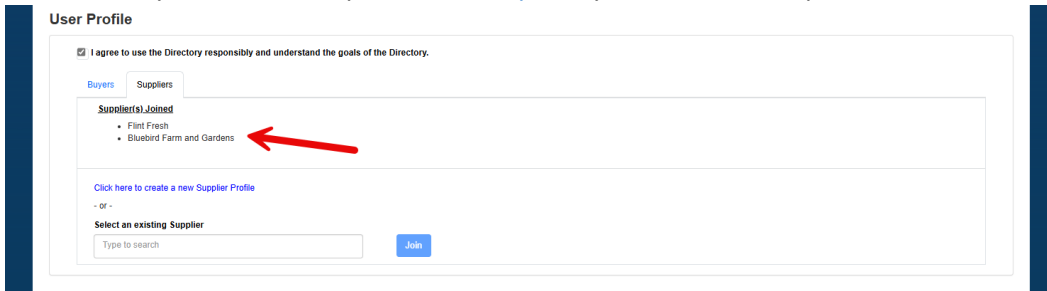 User Profile
I agree to use the Directory responsibly and understand the goals of the Directory.
Buyers Suppliers
Supplier(s) Joined
Flint Fresh
Bluebird Farm and Gardens
Click here to create a new Supplier Profile
- or -
Select an existing Supplier
Type to search Join